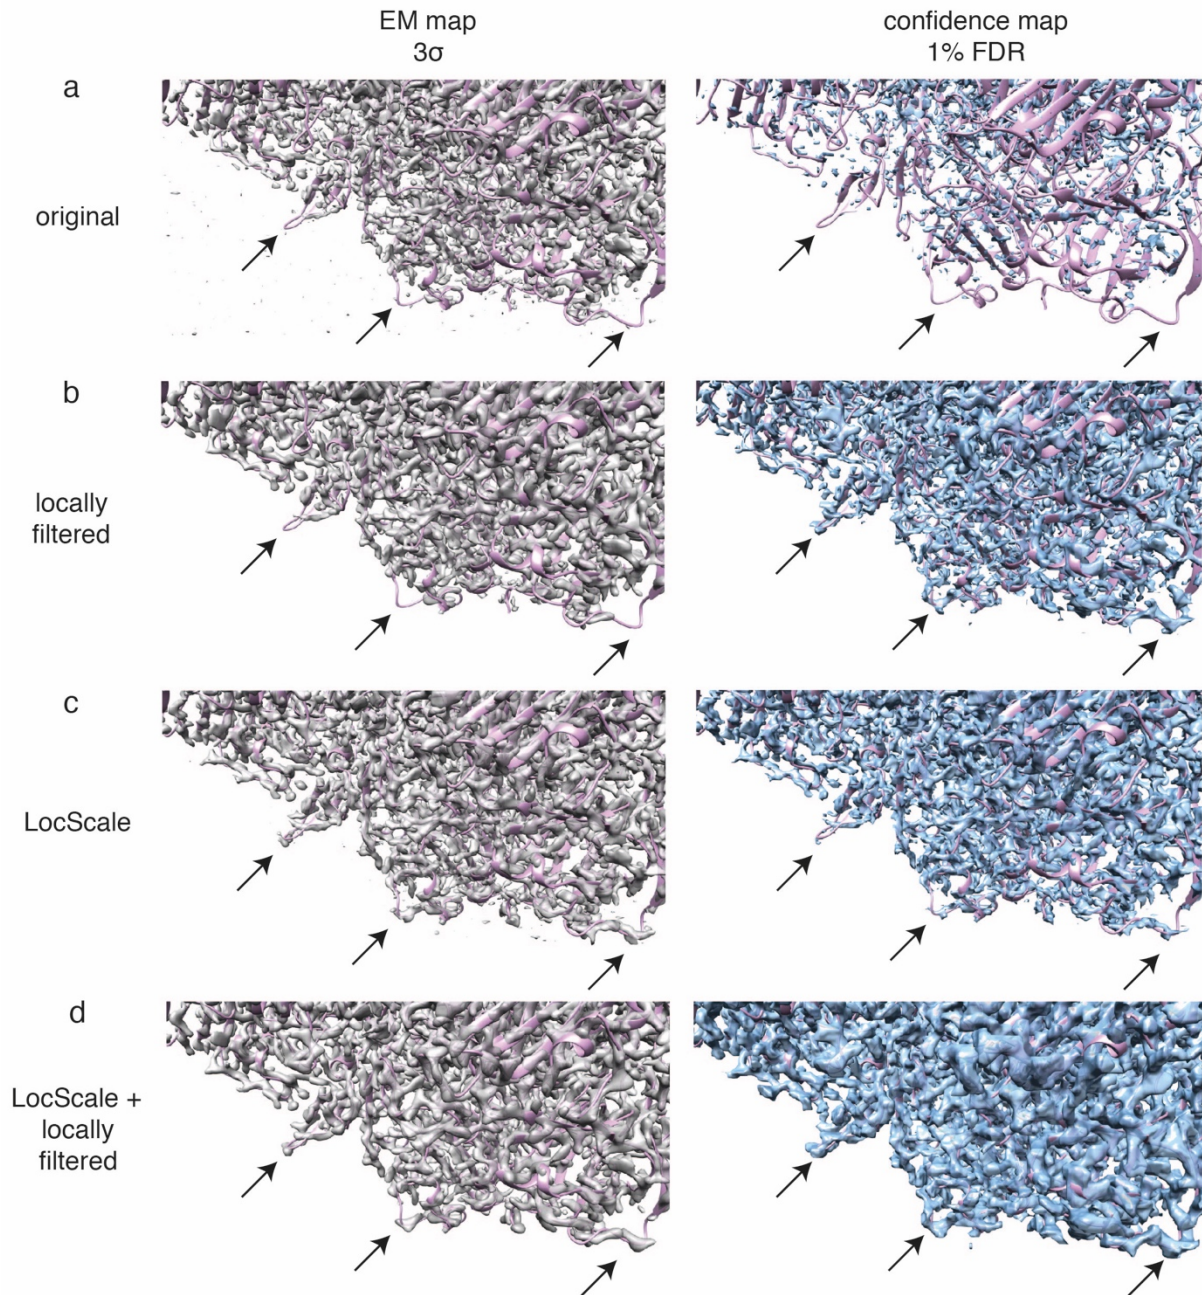 EM map
3σ
confidence map
1% FDR
a
original
b
locally
filtered
c
LocScale
d
LocScale +
locally
filtered